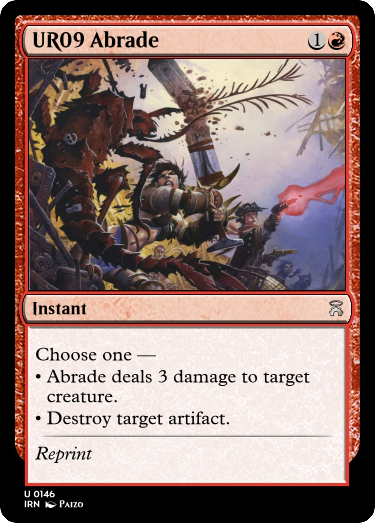 UR09 Abrade 1
Instant
Choose one —
• Abrade deals 3 damage to target
creature.
• Destroy target artifact.
Reprint
U 0146
IRN Paizo